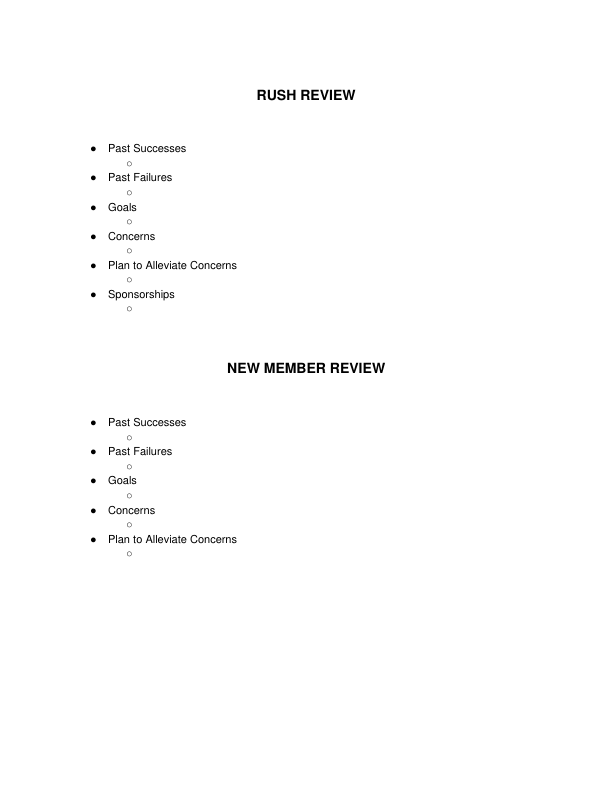 RUSH REVIEW
● Past Successes
○
● Past Failures
○
● Goals
○
● Concerns
○
● Plan to Alleviate Concerns
○
● Sponsorships
○
NEW MEMBER REVIEW
● Past Successes
○
● Past Failures
○
● Goals
○
● Concerns
○
● Plan to Alleviate Concerns
○